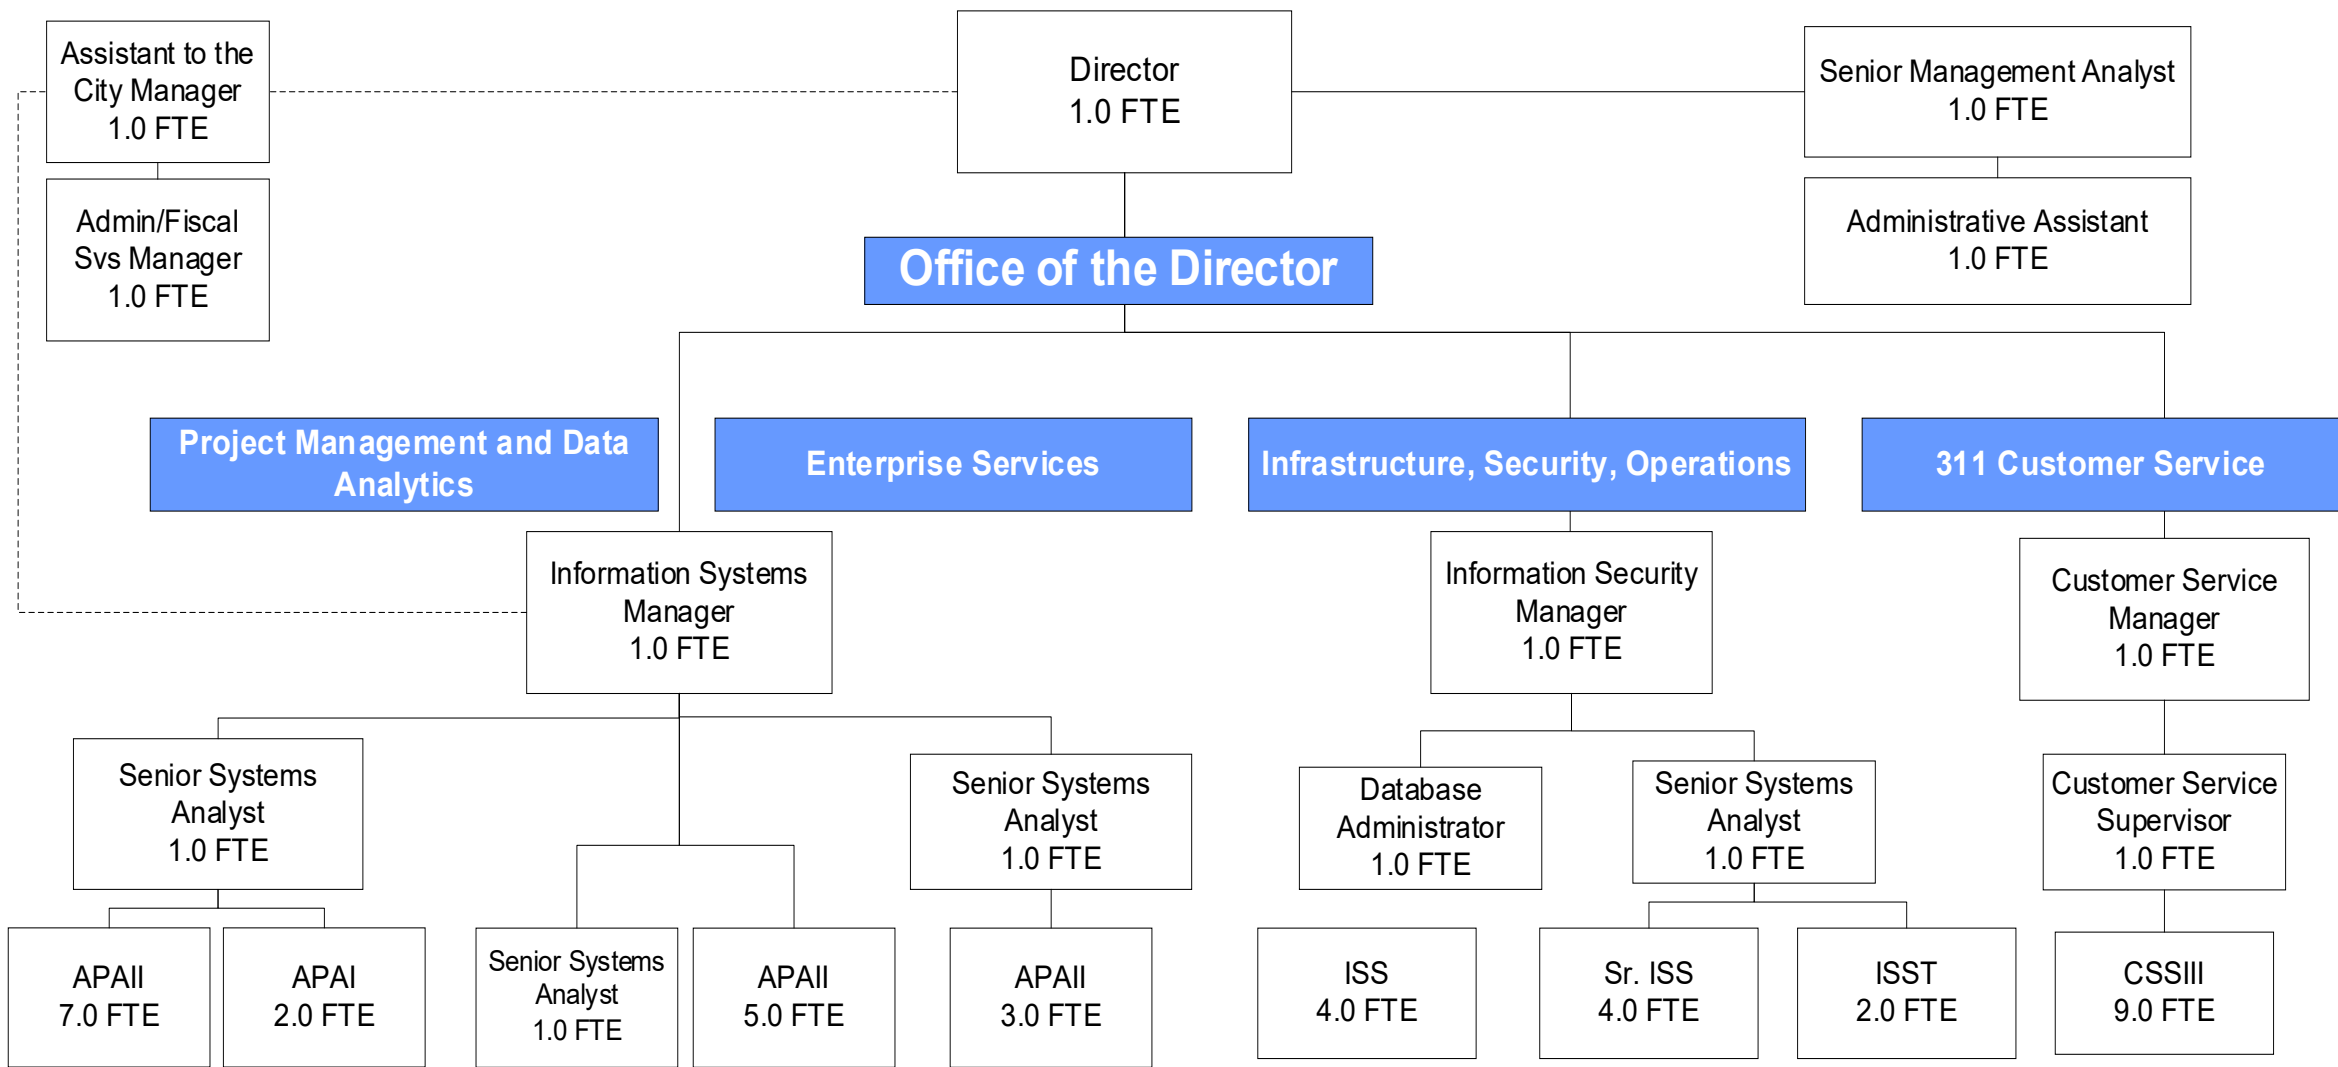 Assistant to the
City Manager
1.0 FTE
Director
1.0 FTE
Senior Management Analyst
1.0 FTE
Admin/Fiscal
Svs Manager
1.0 FTE
Administrative Assistant
1.0 FTE
Office of the Director
Project Management and Data
Analytics
Enterprise Services
Infrastructure, Security, Operations
311 Customer Service
Information Systems
Manager
1.0 FTE
Information Security
Manager
1.0 FTE
Customer Service
Manager
1.0 FTE
Senior Systems
Analyst
1.0 FTE
Senior Systems
Analyst
1.0 FTE
Database
Administrator
1.0 FTE
Senior Systems
Analyst
1.0 FTE
Customer Service
Supervisor
1.0 FTE
APAII
7.0 FTE
APAI
2.0 FTE
Senior Systems
Analyst
1.0 FTE
APAII
5.0 FTE
APAII
3.0 FTE
ISS
4.0 FTE
Sr. ISS
4.0 FTE
ISST
2.0 FTE
CSSIII
9.0 FTE